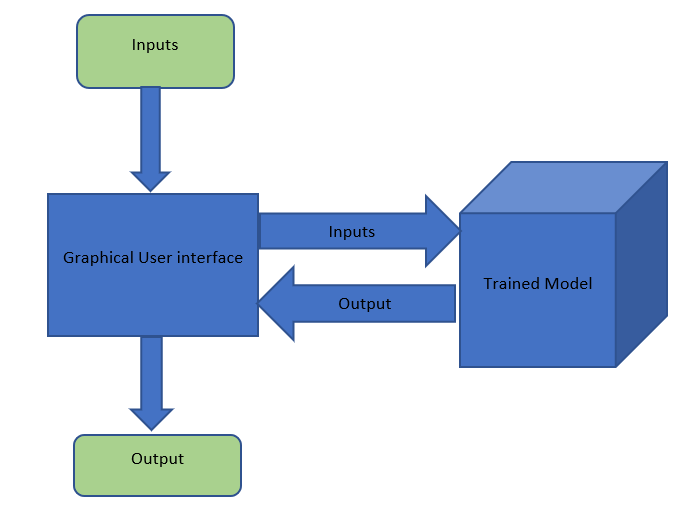 Inputs
Graphical User interface
Inputs
Output
Trained Model
Output